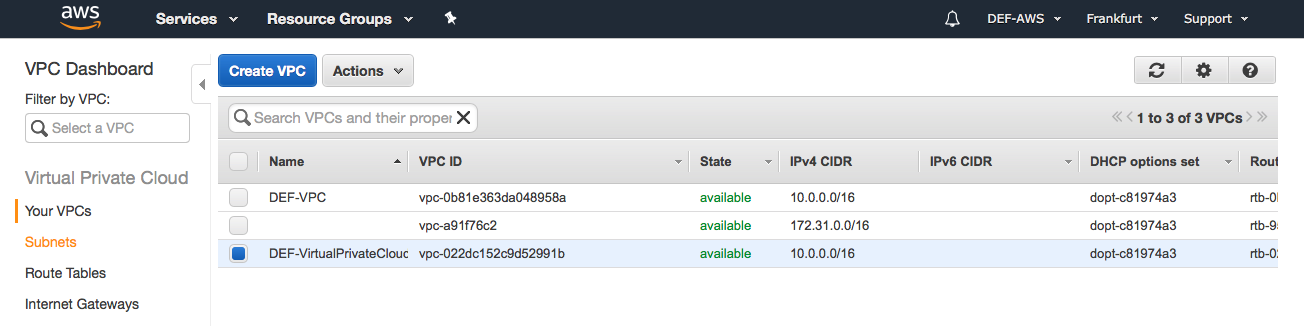 aws Services Resource Groups DEF-AWS Frankfurt Support
VPC Dashboard
Filter by VPC:
Select a VPC
Virtual Private Cloud
Your VPCs
Subnets
Route Tables
Internet Gateways
Create VPC Actions
Search VPCs and their proper
1 to 3 of 3 VPCs
Name VPC ID State IPv4 CIDR IPv6 CIDR DHCP options set Rout
DEF-VPC vpc-0b81e363da048958a available 10.0.0.0/16 dopt-c81974a3
vpc-a91f76c2 available 172.31.0.0/16 dopt-c81974a3 rtb-9
DEF-VirtualPrivateCloud vpc-022dc152c9d52991b available 10.0.0.0/16 dopt-c81974a3 rtb-02